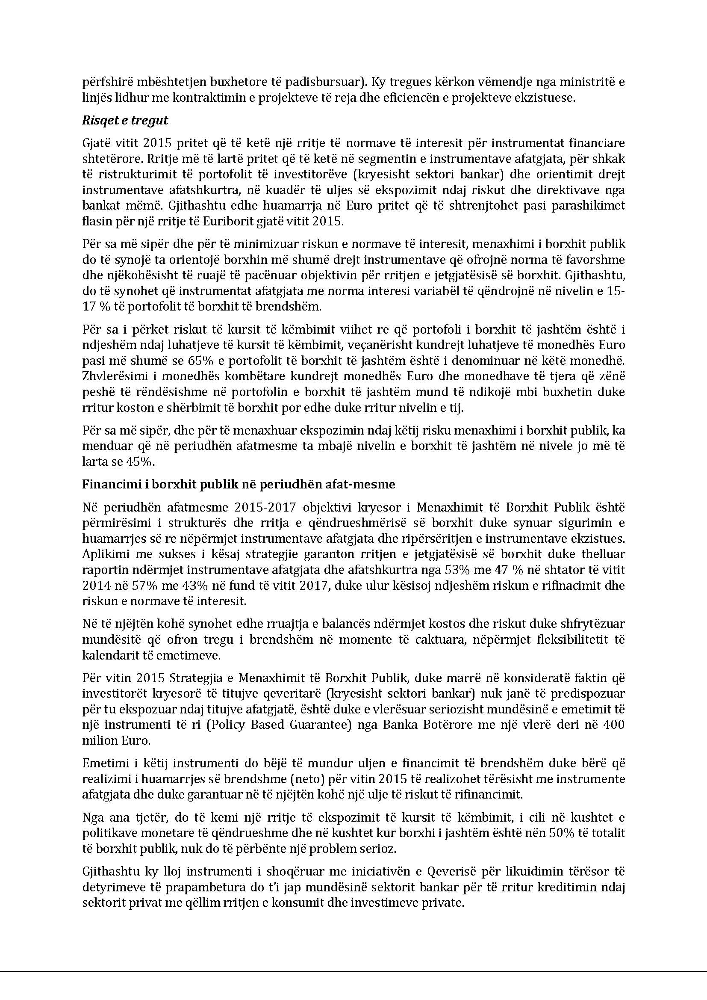 përfshirë mbështetjen buxhetore të padisbursuar). Ky tregues kërkon vëmendje nga ministritë e
linjës lidhur me kontraktimin e projekteve të reja dhe eficiencën e projekteve ekzistuese.
Risqet e tregut
Gjatë vitit 2015 pritet që të ketë një rritje të normave të interesit për instrumentat financiare
shtetërore. Rritje më të lartë pritet që të ketë në segmentin e instrumentave afatgjata, për shkak
të ristrukturimit të portofolit të investitorëve (kryesisht sektori bankar) dhe orientimit drejt
instrumentave afatshkurtra, në kuadër të uljes së ekspozimit ndaj riskut dhe direktivave nga
bankat mëmë. Gjithashtu edhe huamarrja në Euro pritet që të shtrenjtohet pasi parashikimet
flasin për një rritje të Euriborit gjatë vitit 2015.
Për sa më sipër dhe për të minimizuar riskun e normave të interesit, menaxhimi i borxhit publik
do të synojë ta orientojë borxhin më shumë drejt instrumentave që ofrojnë norma të favorshme
dhe njëkohësisht të ruajë të pacënuar objektivin për rritjen e jetgjatësisë së borxhit. Gjithashtu,
do të synohet që instrumentat afatgjata me norma interesi variabël të qëndrojnë në nivelin e 15-
17 % të portofolit të borxhit të brendshëm.
Për sa i përket riskut të kursit të këmbimit viihet re që portofoli i borxhit të jashtëm është i
ndjeshëm ndaj luhatjeve të kursit të këmbimit, veçanërisht kundrejt luhatjeve të monedhës Euro
pasi më shumë se 65% e portofolit të borxhit të jashtëm është i denominuar në këtë monedhë.
Zhvlerësimi i monedhës kombëtare kundrejt monedhës Euro dhe monedhave të tjera që zënë
peshë të rëndësishme në portofolin e borxhit të jashtëm mund të ndikojë mbi buxhetin duke
rritur koston e shërbimit të borxhit por edhe duke rritur nivelin e tij.
Për sa më sipër, dhe për të menaxhuar ekspozimin ndaj këtij risku menaxhimi i borxhit publik, ka
menduar që në periudhën afatmesme ta mbajë nivelin e borxhit të jashtëm në nivele jo më të
larta se 45%.
Financimi i borxhit publik në periudhën afat-mesme
Në periudhën afatmesme 2015-2017 objektivi kryesor i Menaxhimit të Borxhit Publik është
përmirësimi i strukturës dhe rritja e qëndrueshmërisë së borxhit duke synuar sigurimin e
huamarrjes së re nëpërmjet instrumentave afatgjata dhe ripërsëritjen e instrumentave ekzistues.
Aplikimi me sukses i kësaj strategjie garanton rritjen e jetgjatësisë së borxhit duke thelluar
raportin ndërmjet instrumentave afatgjata dhe afatshkurtra nga 53% me 47 % në shtator të vitit
2014 në 57% me 43% në fund të vitit 2017, duke ulur kësisoj ndjeshëm riskun e rifinacimit dhe
riskun e normave të interesit.
Në të njëjtën kohë synohet edhe rruajtja e balancës ndërmjet kostos dhe riskut duke shfrytëzuar
mundësitë që ofron tregu i brendshëm në momente të caktuara, nëpërmjet fleksibilitetit të
kalendarit të emetimeve.
Për vitin 2015 Strategjia e Menaxhimit të Borxhit Publik, duke marrë në konsideratë faktin që
investitorët kryesorë të titujve qeveritarë (kryesisht sektori bankar) nuk janë të predispozuar
për tu ekspozuar ndaj titujve afatgjatë, është duke e vlerësuar seriozisht mundësinë e emetimit të
një instrumenti të ri (Policy Based Guarantee) nga Banka Botërore me një vlerë deri në 400
milion Euro.
Emetimi i këtij instrumenti do bëjë të mundur uljen e financimit të brendshëm duke bërë që
realizimi i huamarrjes së brendshme (neto) për vitin 2015 të realizohet tërësisht me instrumente
afatgjata dhe duke garantuar në të njëjtën kohë një ulje të riskut të rifinancimit.
Nga ana tjetër, do të kemi një rritje të ekspozimit të kursit të këmbimit, i cili në kushtet e
politikave monetare të qëndrueshme dhe në kushtet kur borxhi i jashtëm është nën 50% të totalit
të borxhit publik, nuk do të përbënte një problem serioz.
Gjithashtu ky lloj instrumenti i shoqëruar me iniciativën e Qeverisë për likuidimin tërësor të
detyrimeve të prapambetura do t’i jap mundësinë sektorit bankar për të rritur kreditimin ndaj
sektorit privat me qëllim rritjen e konsumit dhe investimeve private.